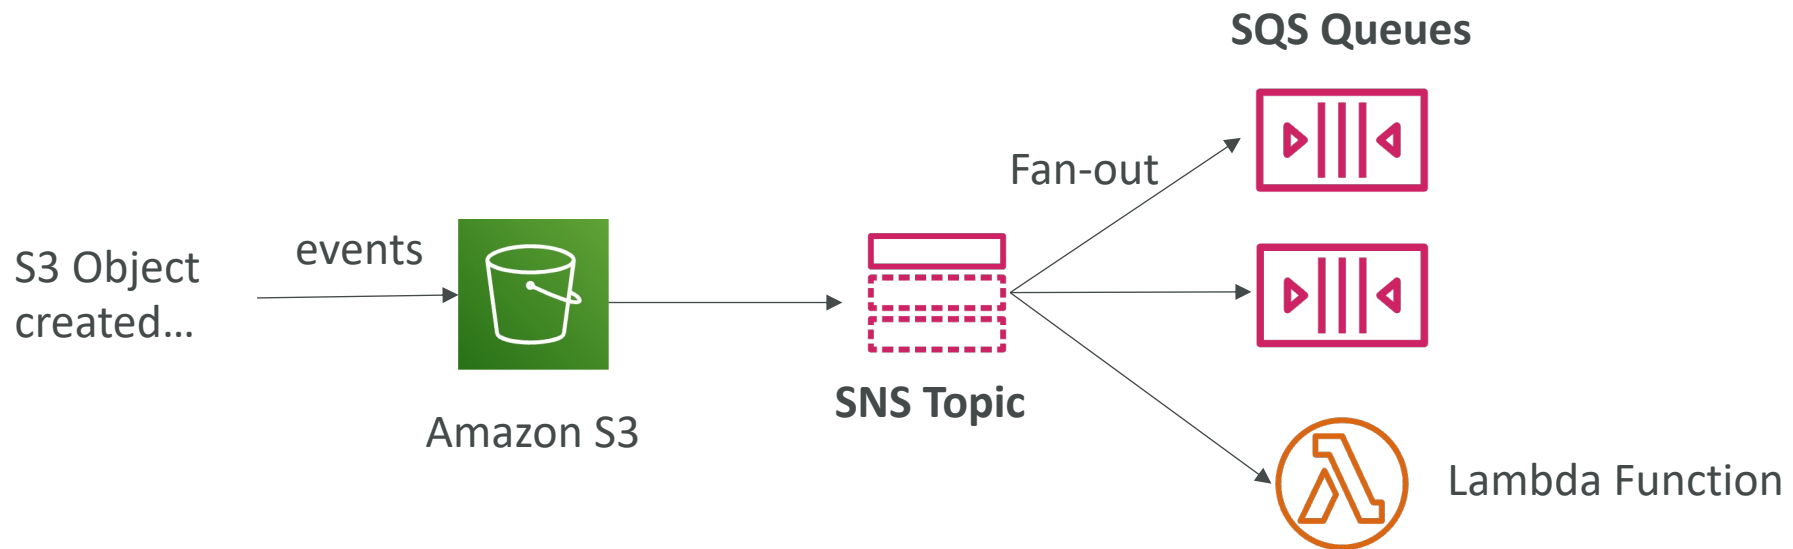 SQS Queues
Fan-out
events
S3 Object
created...
SNS Topic
Amazon S3
Lambda Function